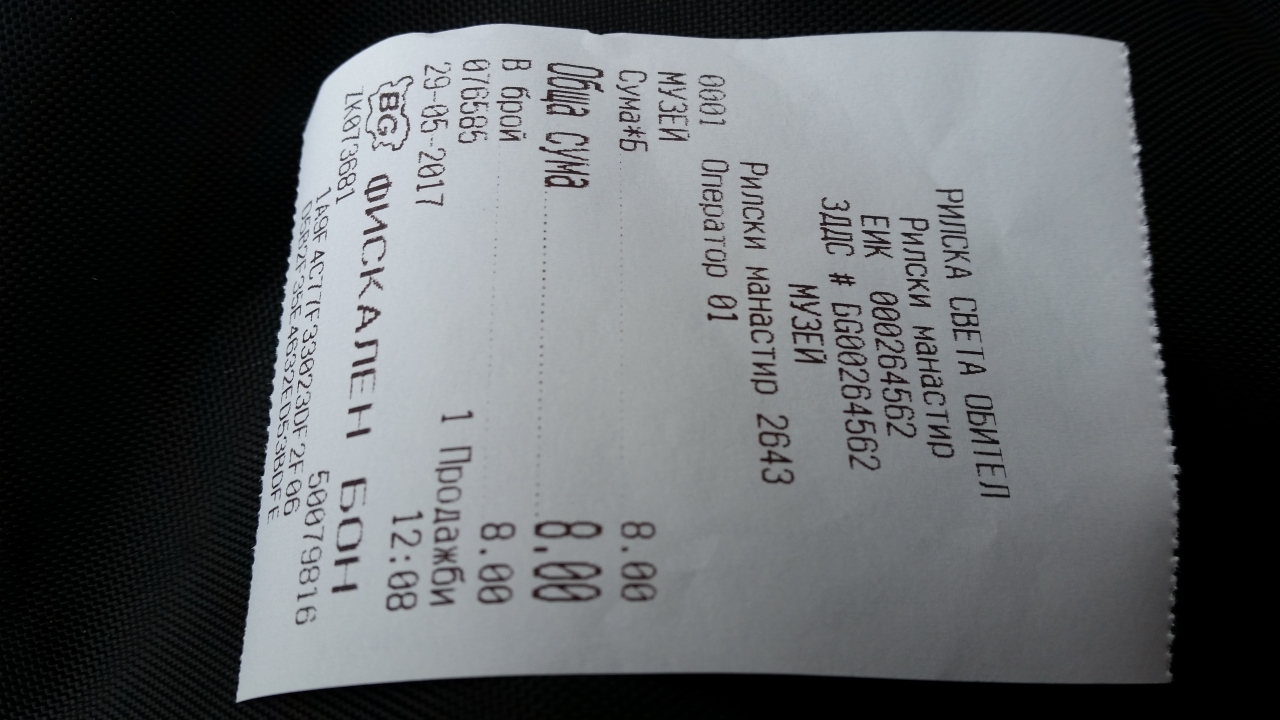 РИЛСКА СВЕТА ОБИТЕЛ
Рилски манастир
ЕИК 000264562
ЗДДС # БG000264562
МУЗЕЙ
Рилски манастир 2643
0001 Оператор 01
МУЗЕЙ
Сума*Б 8.00
Обща сума 8.00
В брой 8.00
076585 1 Продажби
29-05-2017 12:08
BG ФИСКАЛЕН БОН
ZK073681 50079816